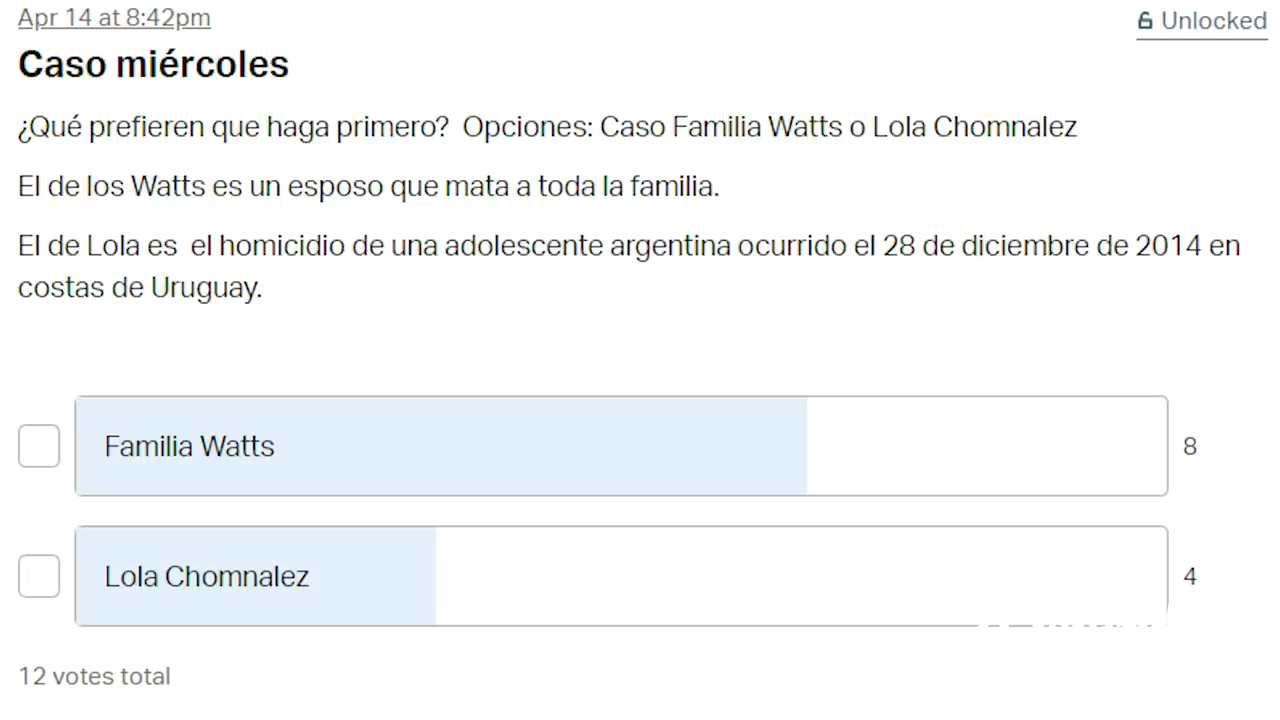 Apr 14 at 8:42pm
Unlocked
Caso miércoles
¿Qué prefieren que haga primero?  Opciones: Caso Familia Watts o Lola Chomnalez
El de los Watts es un esposo que mata a toda la familia.
El de Lola es  el homicidio de una adolescente argentina ocurrido el 28 de diciembre de 2014 en
costas de Uruguay.
Familia Watts
8
Lola Chomnalez
4
12 votes total